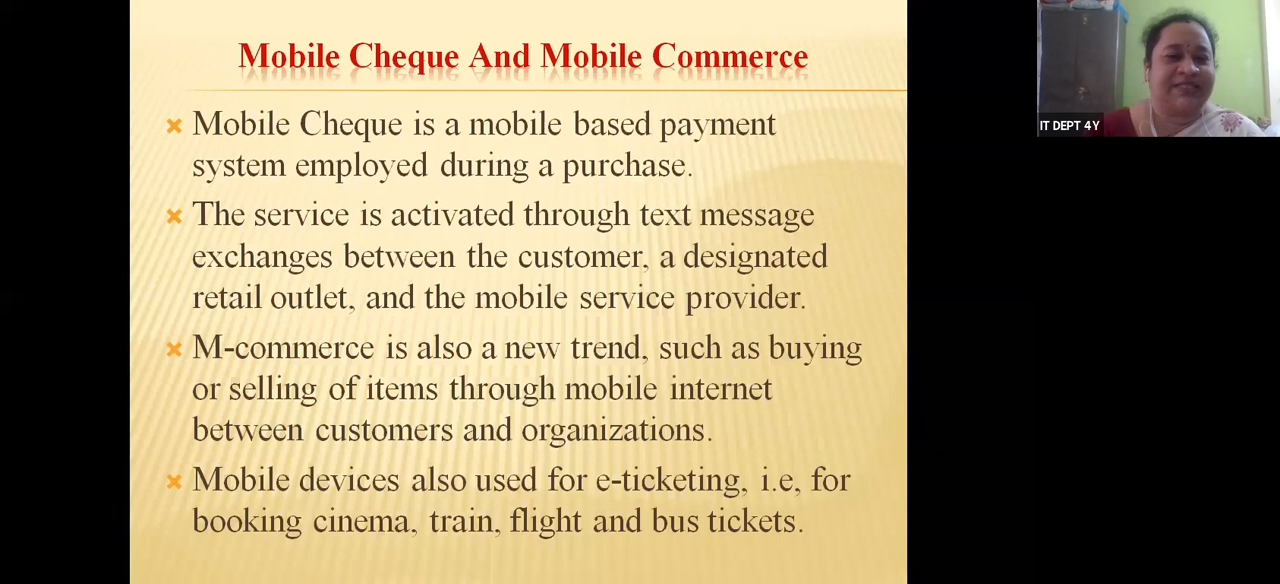 Mobile Cheque And Mobile Commerce
Mobile Cheque is a mobile based payment
system employed during a purchase.
The service is activated through text message
exchanges between the customer, a designated
retail outlet, and the mobile service provider.
M-commerce is also a new trend, such as buying
or selling of items through mobile internet
between customers and organizations.
Mobile devices also used for e-ticketing, i.e, for
booking cinema, train, flight and bus tickets.
IT DEPT 4Y